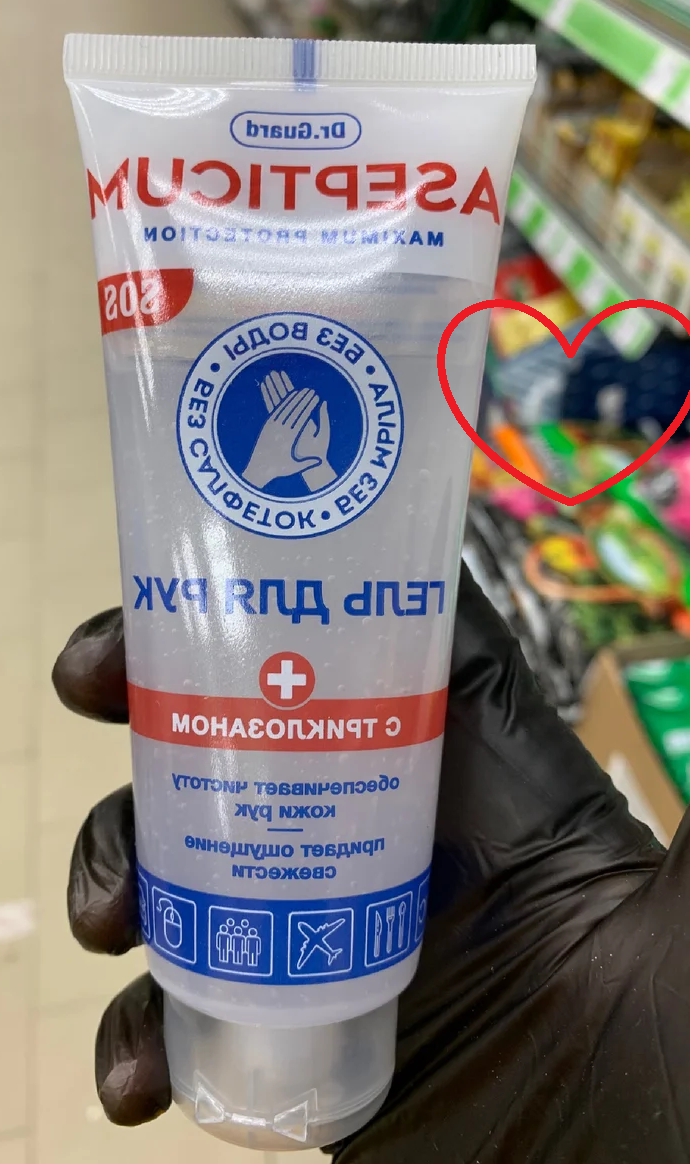 Dr.Guard
ASEPTICUM
MAXIMUM PROTECTION
SOS
БЕЗ ВОДЫ • БЕЗ САЛФЕТОК • БЕЗ МЫЛА •
ГЕЛЬ ДЛЯ РУК
С ТРИКЛОЗАНОМ
обеспечивает чистоту
кожи рук
придает ощущение
свежести